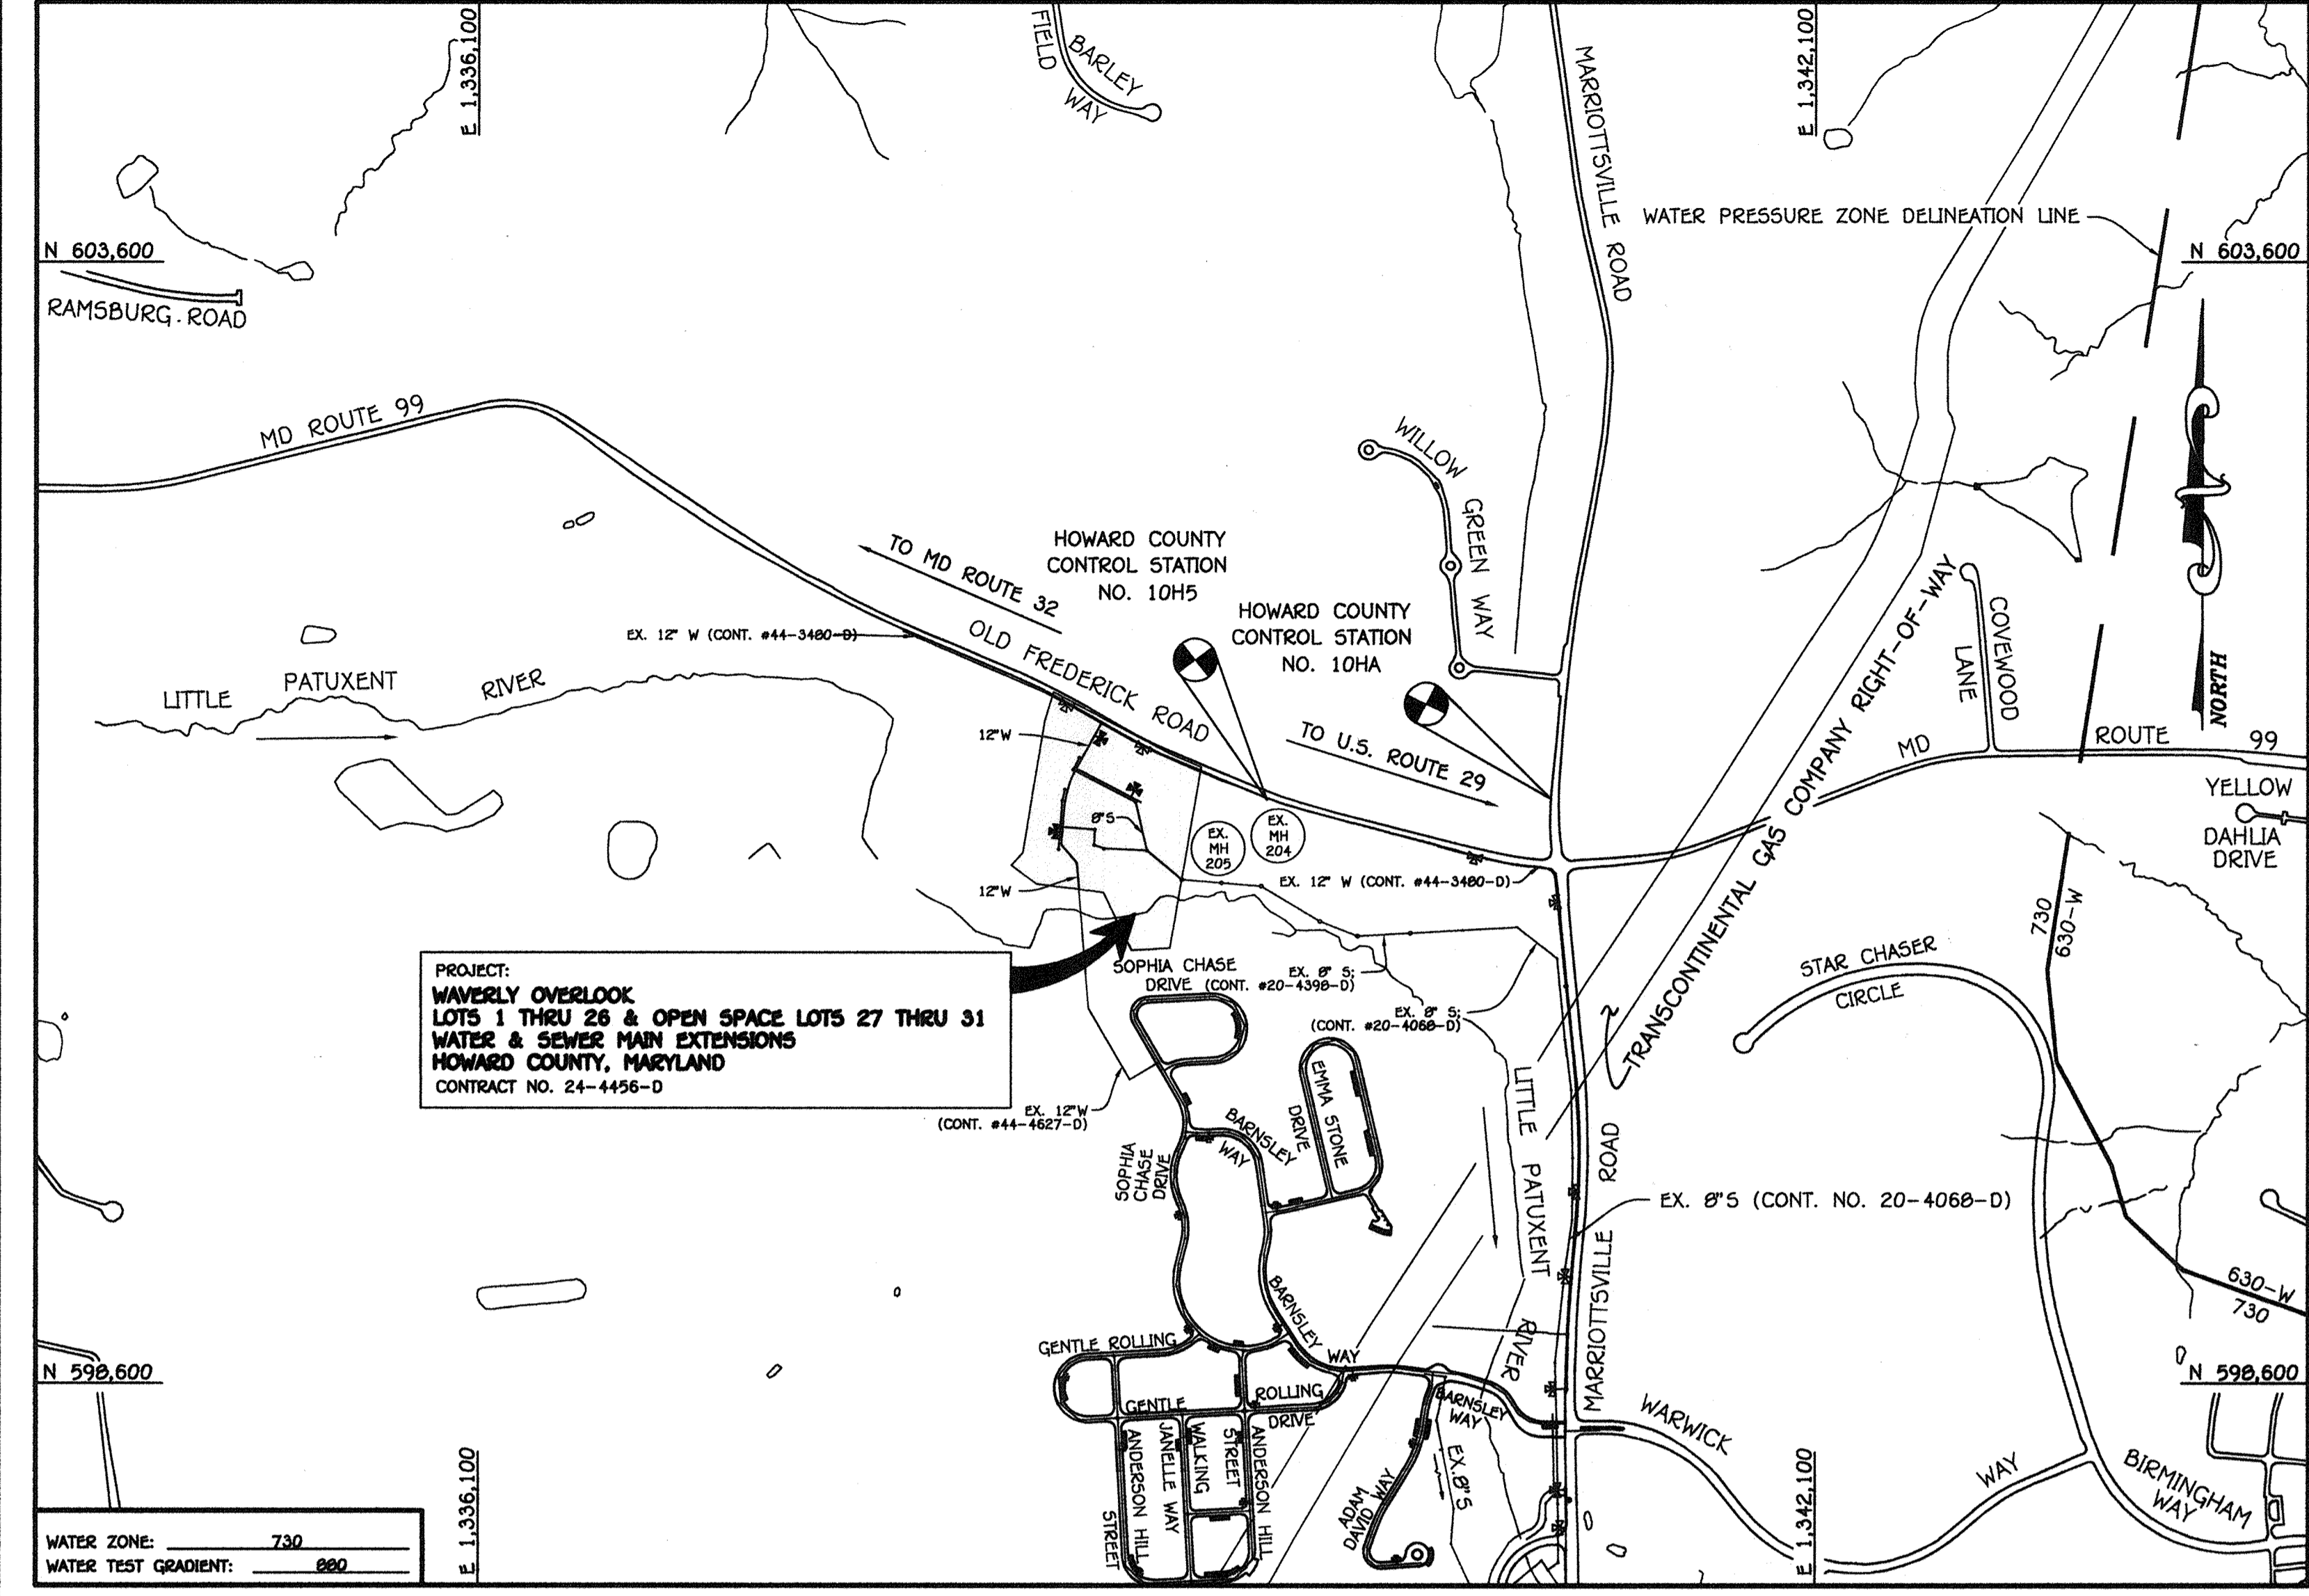 E 1,336,100
FIELD
BARLEY
WAY
MARRIOTTSVILLE ROAD
E 1,342,100
WATER PRESSURE ZONE DELINEATION LINE
N 603,600
N 603,600
RAMSBURG ROAD
MD ROUTE 99
WILLOW
GREEN WAY
HOWARD COUNTY
CONTROL STATION
NO. 10H5
TO MD ROUTE 32
HOWARD COUNTY
CONTROL STATION
NO. 10HA
EX. 12" W (CONT. #44-3480-D)
OLD FREDERICK ROAD
TO U.S. ROUTE 29
LITTLE PATUXENT RIVER
COVEWOOD
LANE
NORTH
MD ROUTE 99
YELLOW
DAHLIA
DRIVE
12"W
8"S
EX.
MH
205
EX.
MH
204
12"W
EX. 12" W (CONT. #44-3480-D)
TRANSCONTINENTAL GAS COMPANY RIGHT-OF-WAY
730
630-W
PROJECT:
WAVERLY OVERLOOK
LOTS 1 THRU 26 & OPEN SPACE LOTS 27 THRU 31
WATER & SEWER MAIN EXTENSIONS
HOWARD COUNTY, MARYLAND
CONTRACT NO. 24-4456-D
SOPHIA CHASE
DRIVE
EX. 8" S;
(CONT. #20-4398-D)
EX. 8" S;
(CONT. #20-4068-D)
STAR CHASER
CIRCLE
EX. 12"W
(CONT. #44-4627-D)
BARNSLEY
WAY
EMMA STONE
DRIVE
SOPHIA
CHASE
DRIVE
LITTLE PATUXENT RIVER
MARRIOTTSVILLE ROAD
EX. 8"S (CONT. NO. 20-4068-D)
BARNSLEY WAY
630-W
730
GENTLE ROLLING
GENTLE ROLLING
DRIVE
BARNSLEY
WAY
N 598,600
N 598,600
WARWICK WAY
BIRMINGHAM
WAY
ANDERSON HILL
STREET
JANELLE WAY
WALKING
STREET
ANDERSON HILL
ADAM
DAVID WAY
EX.8" S
E 1,336,100
E 1,342,100
WATER ZONE: 730
WATER TEST GRADIENT: 880